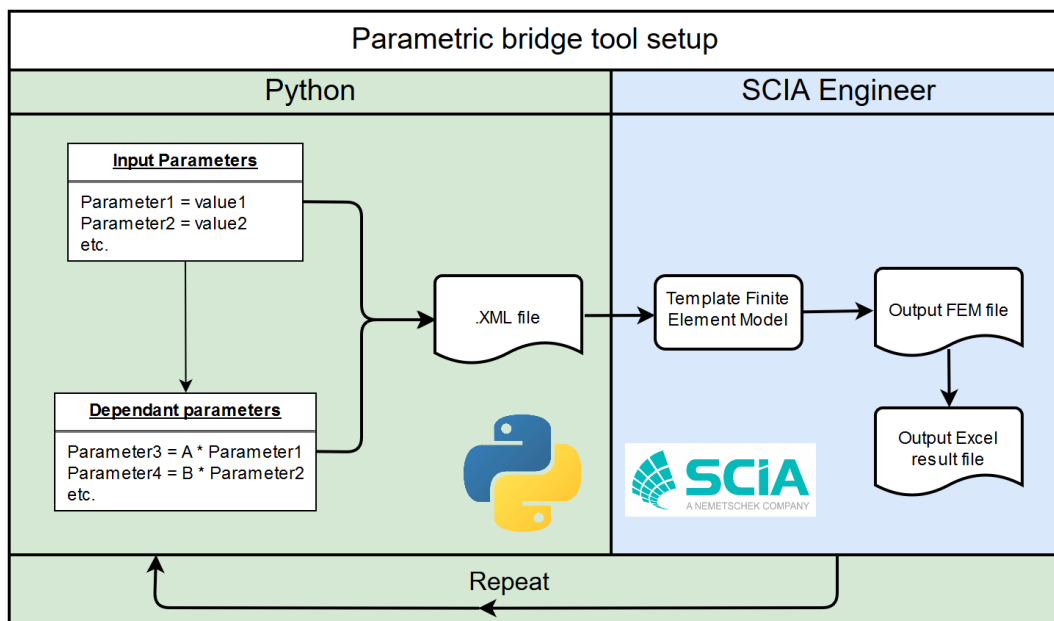 Parametric bridge tool setup
Python
SCIA Engineer
Input Parameters
Parameter1 = value1
Parameter2 = value2
etc.
Dependant parameters
Parameter3 = A * Parameter1
Parameter4 = B * Parameter2
etc.
.XML file
Template Finite
Element Model
Output FEM file
Output Excel
result file
SCIA
A NEMETSCHEK COMPANY
Repeat